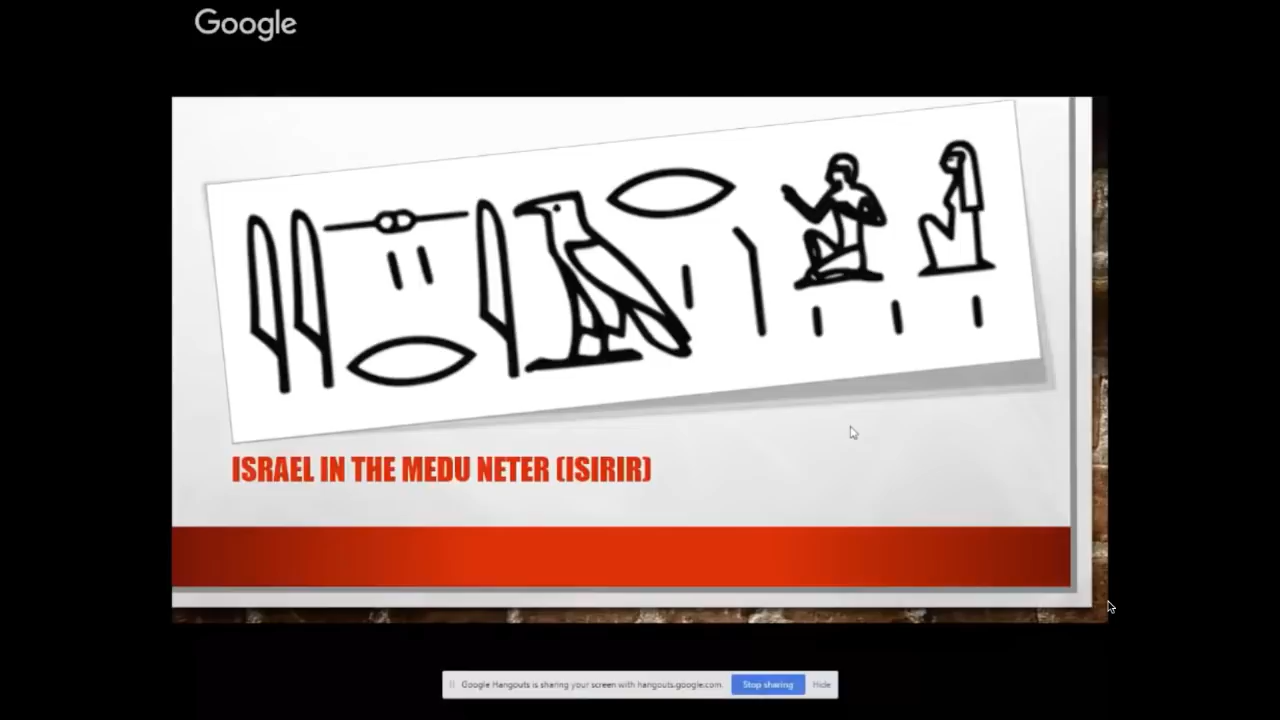 Google
𓇋𓇋𓊃𓏭𓂋𓇋𓄿𓂋𓏤𓌙𓀀𓁐𓏥
ISRAEL IN THE MEDU NETER (ISIRIR)
Google Hangouts is sharing your screen with hangouts.google.com. Stop sharing Hide